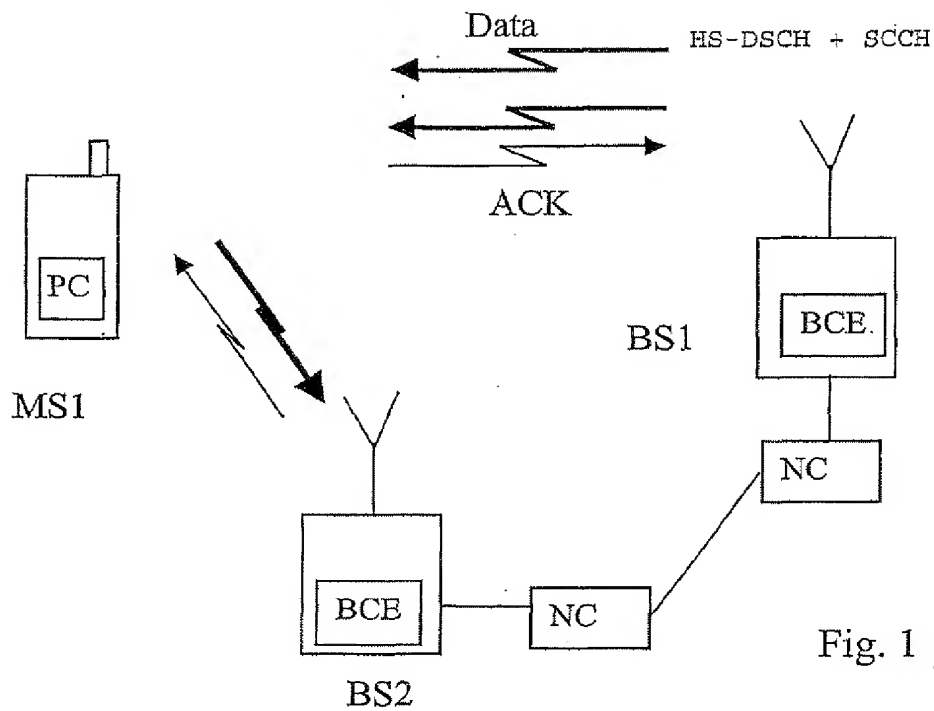 Data
HS-DSCH + SCCH
ACK
PC
BCE
BS1
MS1
NC
BCE
NC
Fig. 1
BS2